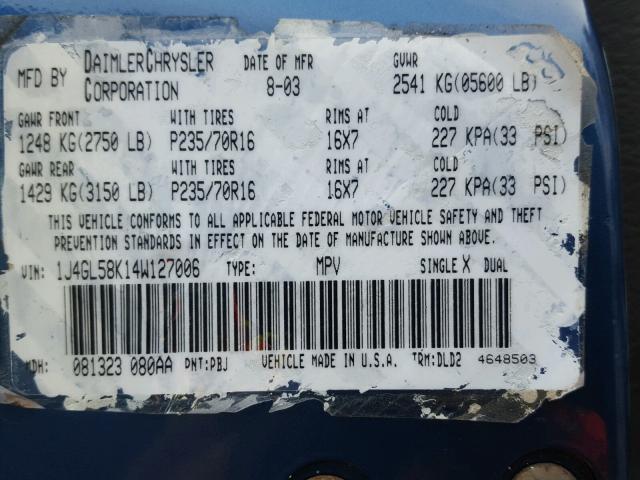 MFD BY DAIMLERCHRYSLER CORPORATION DATE OF MFR 8-03 GVWR 2541 KG(05600 LB)
GAWR FRONT WITH TIRES RIMS AT COLD
1248 KG(2750 LB) P235/70R16 16X7 227 KPA(33 PSI)
GAWR REAR WITH TIRES RIMS AT COLD
1429 KG(3150 LB) P235/70R16 16X7 227 KPA(33 PSI)
THIS VEHICLE CONFORMS TO ALL APPLICABLE FEDERAL MOTOR VEHICLE SAFETY AND THEFT
PREVENTION STANDARDS IN EFFECT ON THE DATE OF MANUFACTURE SHOWN ABOVE.
VIN: 1J4GL58K14W127006 TYPE: MPV SINGLE X DUAL
MDH: 081323 080AA PNT:PBJ VEHICLE MADE IN U.S.A. TRM:DLD2 4648503